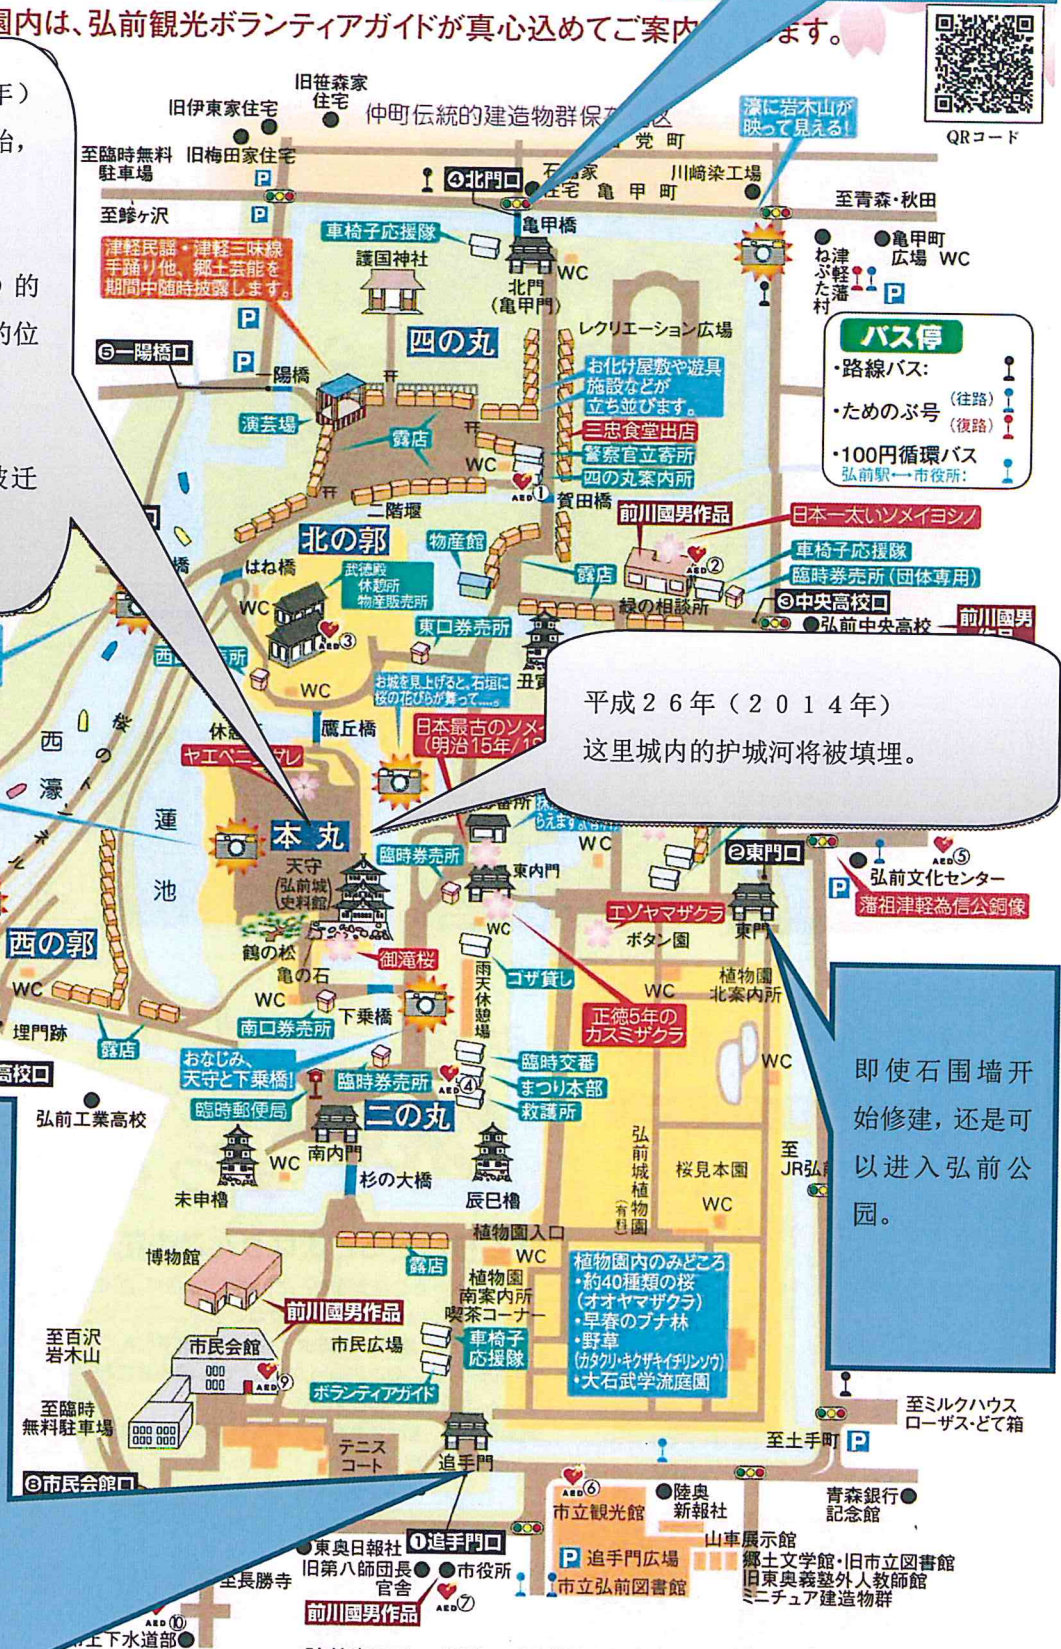 園内は、弘前観光ボランティアガイドが真心込めてご案内
ます。
QRコード
年）
始，
的
的位
被迁
旧笹森家
住宅
旧伊東家住宅
仲町伝統的建造物群保存
区
濠に岩木山が
映って見える!
至臨時無料
駐車場
旧梅田家住宅
P
党町
④北門口
住宅
亀甲町
川﨑染工場
至鰺ヶ沢
P
至青森・秋田
車椅子応援隊
亀甲橋
津軽民謡・津軽三味線
手踊り他、郷土芸能を
期間中随時披露します。
護国神社
WC
北門
(亀甲門)
津軽藩
ねぷた村
亀甲町
広場 WC
P
P
四の丸
レクリエーション広場
バス停
・路線バス:
・ためのぶ号 (往路)
(復路)
・100円循環バス
弘前駅←→市役所:
⑤一陽橋口
P
一陽橋
お化け屋敷や遊具
施設などが
立ち並びます。
演芸場
露店
三忠食堂出店
警察官立寄所
WC
四の丸案内所
AED①
賀田橋
二階堰
前川國男作品
日本一太いソメイヨシノ
北の郭
物産館
AED②
車椅子応援隊
橋
はね橋
武徳殿
休憩所
物産販売所
露店
臨時券売所(団体専用)
WC
緑の相談所
③中央高校口
弘前中央高校
前川國男
AED③
東口券売所
丑寅
WC
お城を見上げると、石垣に
桜の花びらが舞って……。
平成26年（2014年）
这里城内的护城河将被填埋。
鷹丘橋
日本最古のソメイ
(明治15年/18
西濠
桜のトンネル
蓮池
本丸
天守
(弘前城
史料館)
臨時券売所
東内門
WC
②東門口
AED⑤
弘前文化センター
P
藩祖津軽為信公銅像
エゾヤマザクラ
ボタン園
東門
鶴の松
亀の石
御滝桜
WC
西の郭
WC
雨天休憩場
ゴザ貸し
WC
植物園
北案内所
WC
下乗橋
南口券売所
正徳5年の
カスミザクラ
埋門跡
露店
WC
おなじみ、
天守と下乗橋!
臨時券売所
臨時交番
まつり本部
救護所
AED④
高校口
臨時郵便局
二の丸
弘前工業高校
即使石围墙开
始修建，还是可
以进入弘前公
园。
南内門
WC
未申櫓
杉の大橋
辰巳櫓
弘前城植物園
(有料)
桜見本園
WC
至
JR弘前
植物園入口
WC
露店
博物館
植物園
南案内所
喫茶コーナー
植物園内のみどころ
・約40種類の桜
(オオヤマザクラ)
・早春のブナ林
・野草
(カタクリ・キクザキイチリンソウ)
・大石武学流庭園
前川國男作品
至百沢
岩木山
市民会館
市民広場
車椅子
応援隊
AED⑨
ボランティアガイド
至臨時
無料駐車場
至ミルクハウス
ローザス・どて箱
テニス
コート
追手門
至土手町 P
⑧市民会館口
AED⑥
市立観光館
陸奥
新報社
青森銀行
記念館
東奥日報社
①追手門口
山車展示館
旧第八師団長
官舎
市役所
P 追手門広場
郷土文学館・旧市立図書館
至長勝寺
市立弘前図書館
旧東奥義塾外人教師館
前川國男作品
AED⑦
ミニチュア建造物群
AED⑩
上下水道部